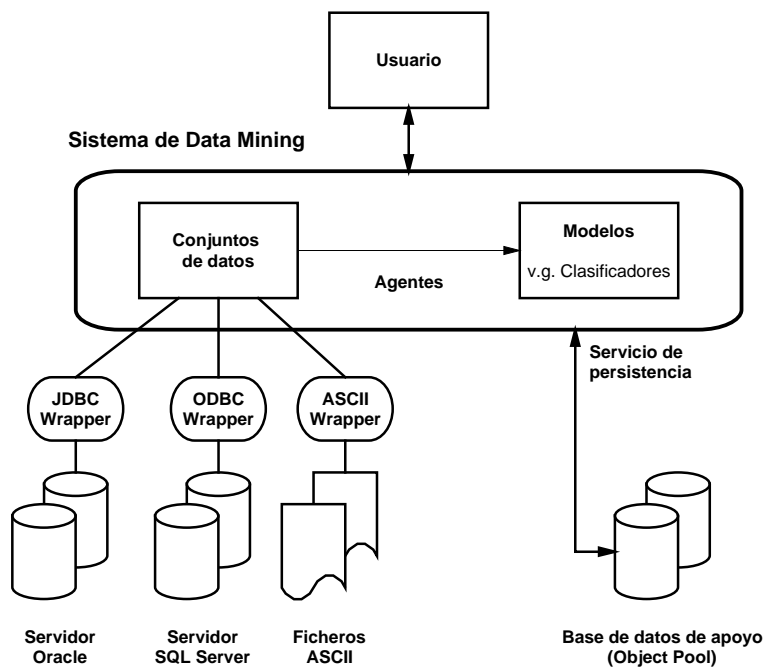 Usuario
Sistema de Data Mining
Conjuntos
de datos
Agentes
Modelos
v.g. Clasificadores
Servicio de
persistencia
JDBC
Wrapper
ODBC
Wrapper
ASCII
Wrapper
Servidor
Oracle
Servidor
SQL Server
Ficheros
ASCII
Base de datos de apoyo
(Object Pool)